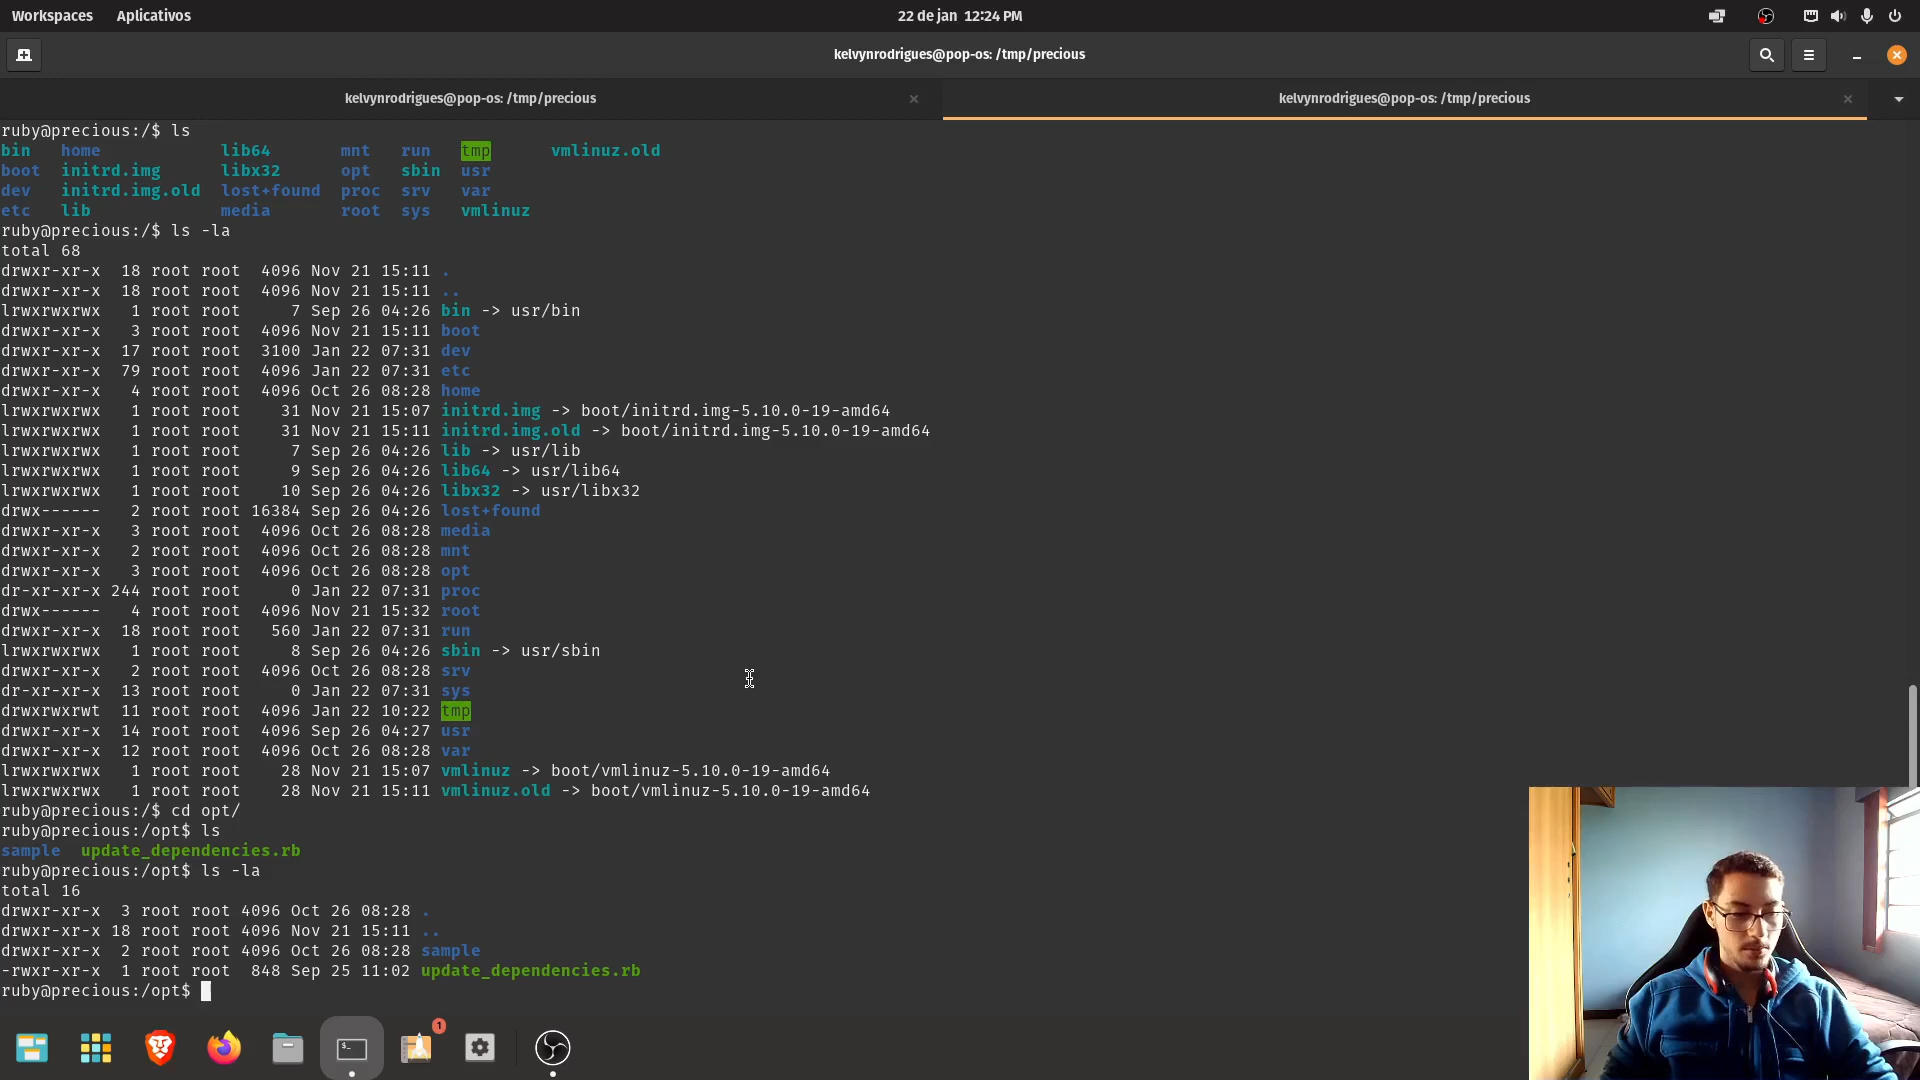 Workspaces Aplicativos 22 de jan 12:24 PM
kelvynrodrigues@pop-os: /tmp/precious
kelvynrodrigues@pop-os: /tmp/precious × kelvynrodrigues@pop-os: /tmp/precious ×
ruby@precious:/$ ls
bin home lib64 mnt run tmp vmlinuz.old
boot initrd.img libx32 opt sbin usr
dev initrd.img.old lost+found proc srv var
etc lib media root sys vmlinuz
ruby@precious:/$ ls -la
total 68
drwxr-xr-x 18 root root 4096 Nov 21 15:11 .
drwxr-xr-x 18 root root 4096 Nov 21 15:11 ..
lrwxrwxrwx 1 root root 7 Sep 26 04:26 bin -> usr/bin
drwxr-xr-x 3 root root 4096 Nov 21 15:11 boot
drwxr-xr-x 17 root root 3100 Jan 22 07:31 dev
drwxr-xr-x 79 root root 4096 Jan 22 07:31 etc
drwxr-xr-x 4 root root 4096 Oct 26 08:28 home
lrwxrwxrwx 1 root root 31 Nov 21 15:07 initrd.img -> boot/initrd.img-5.10.0-19-amd64
lrwxrwxrwx 1 root root 31 Nov 21 15:11 initrd.img.old -> boot/initrd.img-5.10.0-19-amd64
lrwxrwxrwx 1 root root 7 Sep 26 04:26 lib -> usr/lib
lrwxrwxrwx 1 root root 9 Sep 26 04:26 lib64 -> usr/lib64
lrwxrwxrwx 1 root root 10 Sep 26 04:26 libx32 -> usr/libx32
drwx------ 2 root root 16384 Sep 26 04:26 lost+found
drwxr-xr-x 3 root root 4096 Oct 26 08:28 media
drwxr-xr-x 2 root root 4096 Oct 26 08:28 mnt
drwxr-xr-x 3 root root 4096 Oct 26 08:28 opt
dr-xr-xr-x 244 root root 0 Jan 22 07:31 proc
drwx------ 4 root root 4096 Nov 21 15:32 root
drwxr-xr-x 18 root root 560 Jan 22 07:31 run
lrwxrwxrwx 1 root root 8 Sep 26 04:26 sbin -> usr/sbin
drwxr-xr-x 2 root root 4096 Oct 26 08:28 srv
dr-xr-xr-x 13 root root 0 Jan 22 07:31 sys
drwxrwxrwt 11 root root 4096 Jan 22 10:22 tmp
drwxr-xr-x 14 root root 4096 Sep 26 04:27 usr
drwxr-xr-x 12 root root 4096 Oct 26 08:28 var
lrwxrwxrwx 1 root root 28 Nov 21 15:07 vmlinuz -> boot/vmlinuz-5.10.0-19-amd64
lrwxrwxrwx 1 root root 28 Nov 21 15:11 vmlinuz.old -> boot/vmlinuz-5.10.0-19-amd64
ruby@precious:/$ cd opt/
ruby@precious:/opt$ ls
sample update_dependencies.rb
ruby@precious:/opt$ ls -la
total 16
drwxr-xr-x 3 root root 4096 Oct 26 08:28 .
drwxr-xr-x 18 root root 4096 Nov 21 15:11 ..
drwxr-xr-x 2 root root 4096 Oct 26 08:28 sample
-rwxr-xr-x 1 root root 848 Sep 25 11:02 update_dependencies.rb
ruby@precious:/opt$
1